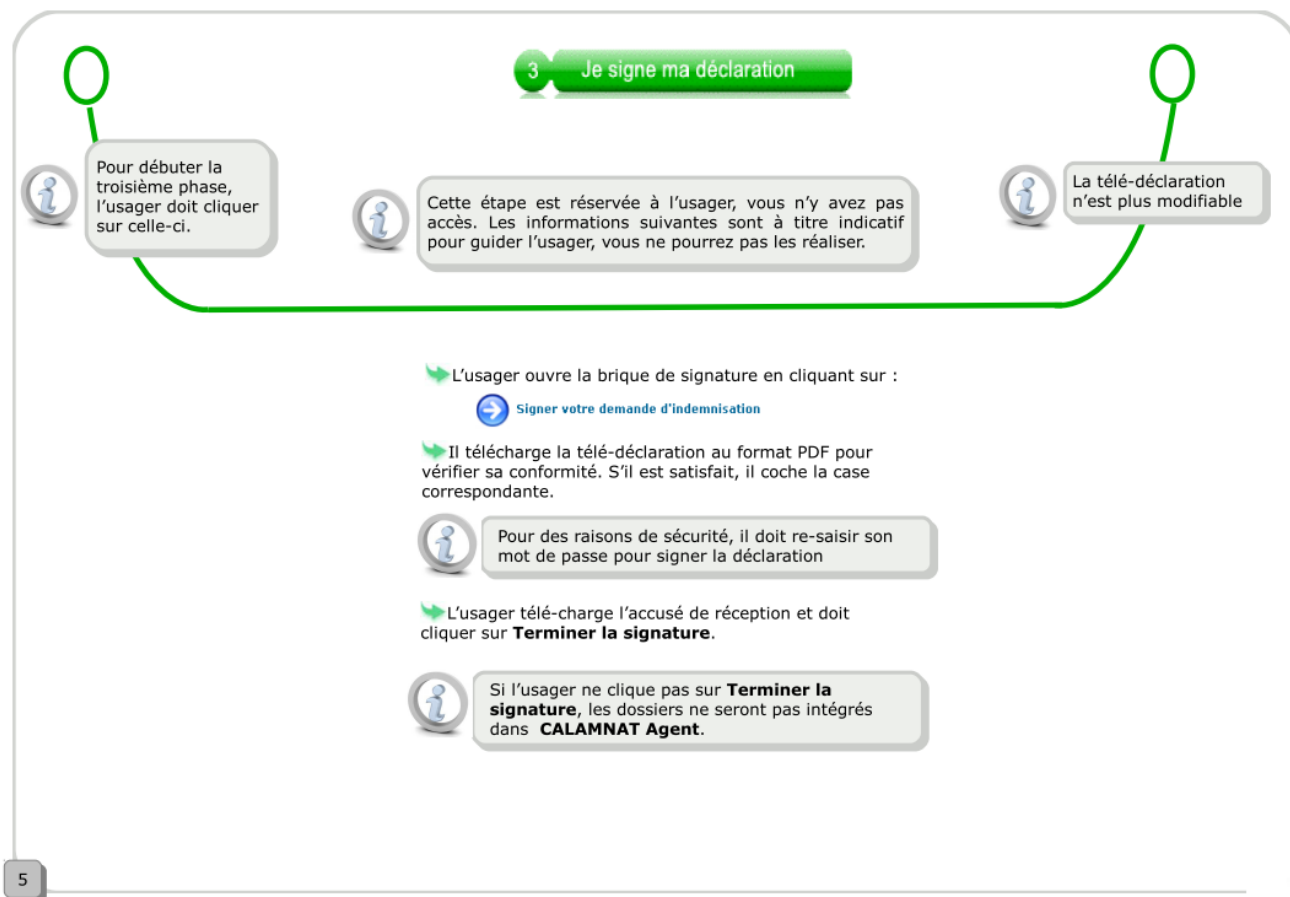 3 Je signe ma déclaration
Pour débuter la
troisième phase,
l'usager doit cliquer
sur celle-ci.
Cette étape est réservée à l'usager, vous n'y avez pas
accès. Les informations suivantes sont à titre indicatif
pour guider l'usager, vous ne pourrez pas les réaliser.
La télé-déclaration
n'est plus modifiable
L'usager ouvre la brique de signature en cliquant sur :
Signer votre demande d'indemnisation
Il télécharge la télé-déclaration au format PDF pour
vérifier sa conformité. S'il est satisfait, il coche la case
correspondante.
Pour des raisons de sécurité, il doit re-saisir son
mot de passe pour signer la déclaration
L'usager télé-charge l'accusé de réception et doit
cliquer sur Terminer la signature.
Si l'usager ne clique pas sur Terminer la
signature, les dossiers ne seront pas intégrés
dans CALAMNAT Agent.
5